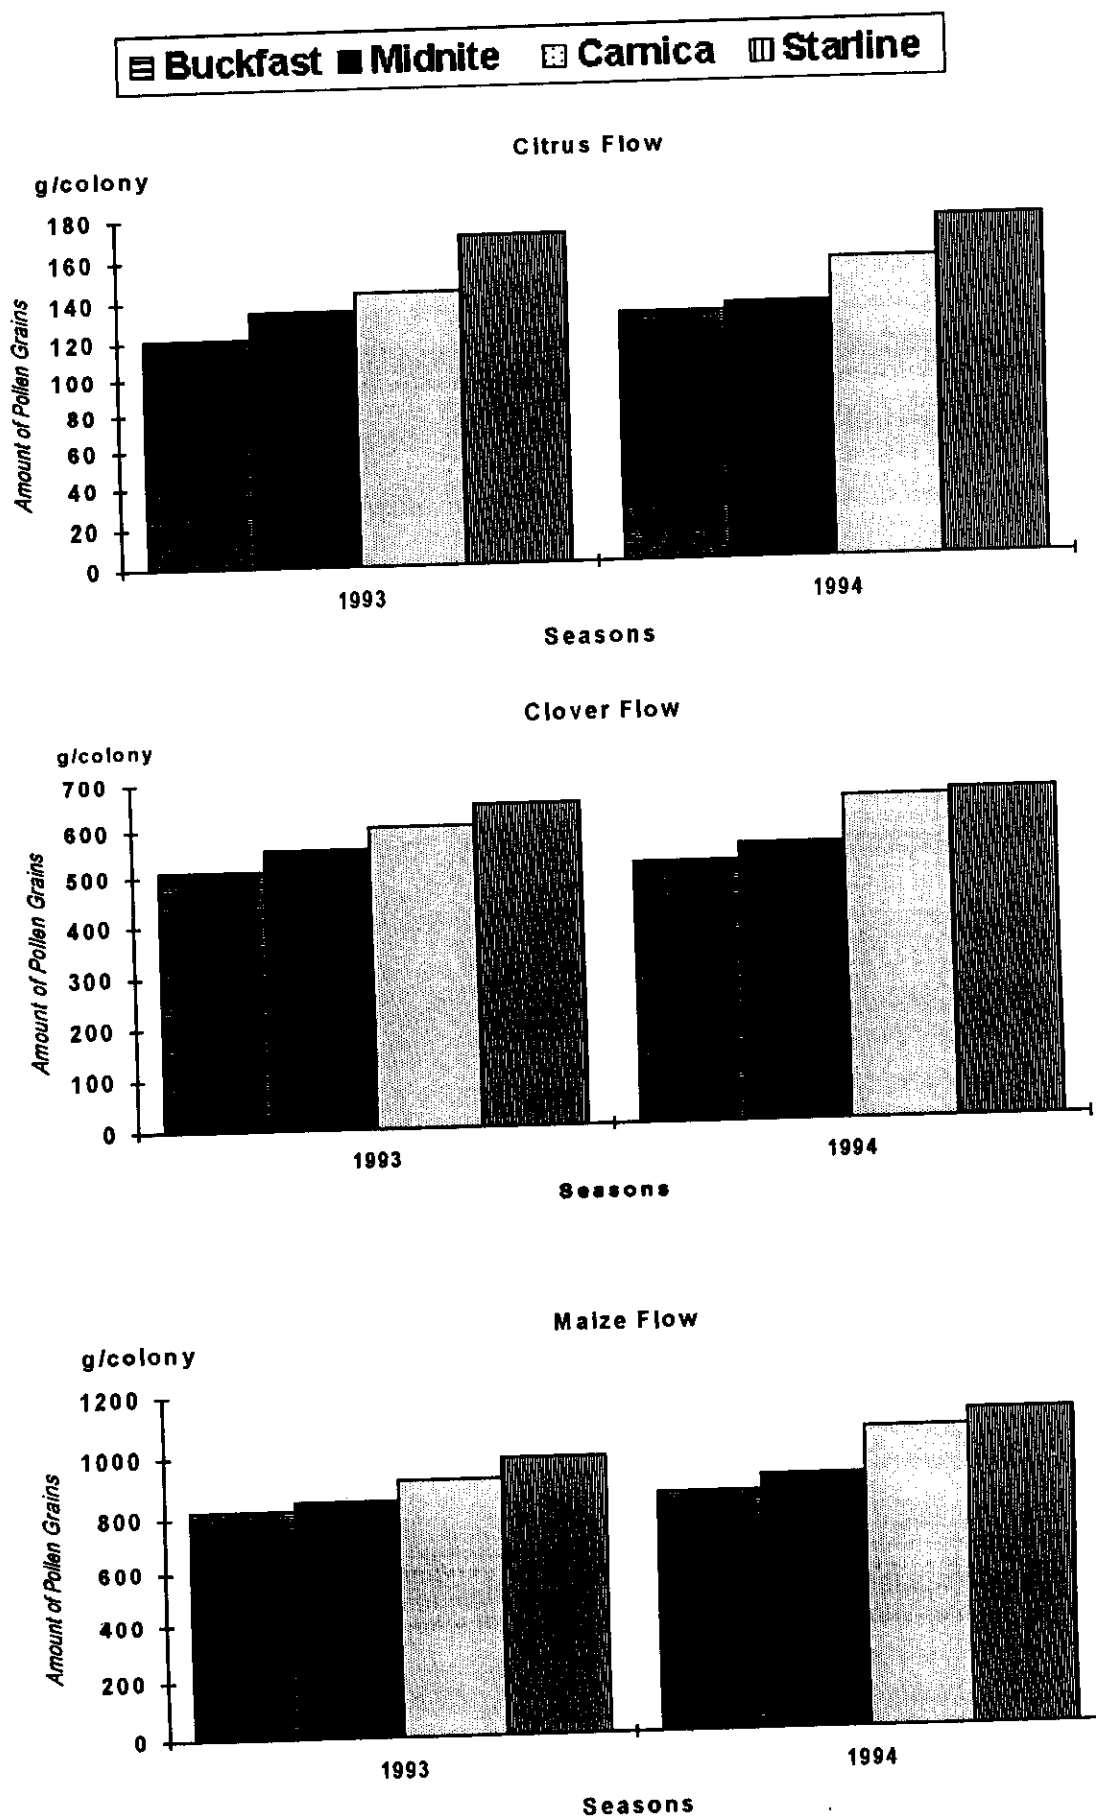 Buckfast Midnite Carnica Starline
Citrus Flow
g/colony
180
160
140
120
100
80
60
40
20
0
Amount of Pollen Grains
1993 1994
Seasons
Clover Flow
g/colony
700
600
500
400
300
200
100
0
Amount of Pollen Grains
1993 1994
Seasons
Maize Flow
g/colony
1200
1000
800
600
400
200
0
Amount of Pollen Grains
1993 1994
Seasons